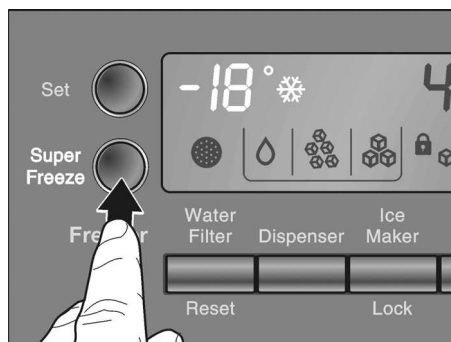 Set
-18° 4
Super
Freeze
Water
Filter
Dispenser
Ice
Maker
Reset
Lock